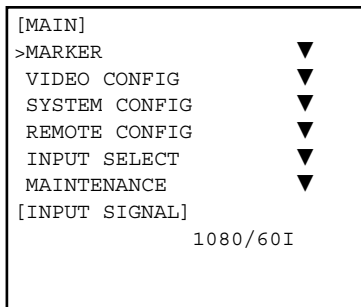 [MAIN]
>MARKER ▼
VIDEO CONFIG ▼
SYSTEM CONFIG ▼
REMOTE CONFIG ▼
INPUT SELECT ▼
MAINTENANCE ▼
[INPUT SIGNAL]
1080/60I